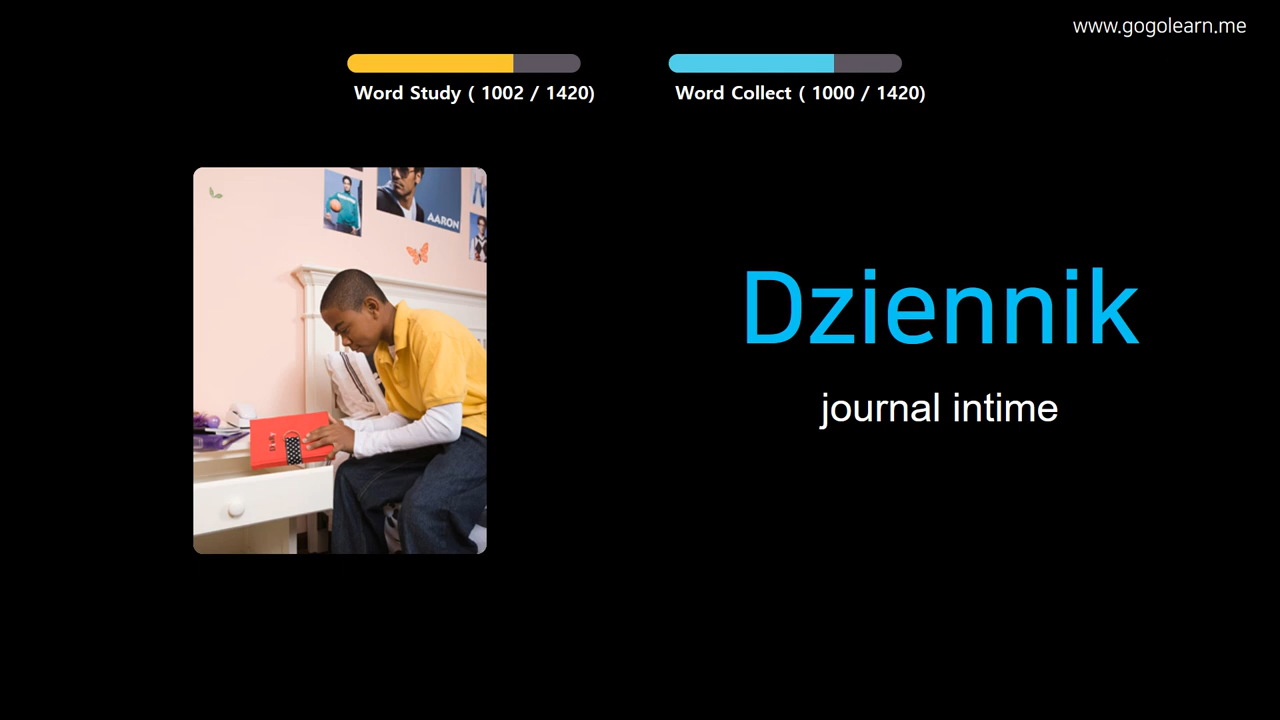 www.gogolearn.me
Word Study ( 1002 / 1420)
Word Collect ( 1000 / 1420)
AARON
Dziennik
journal intime